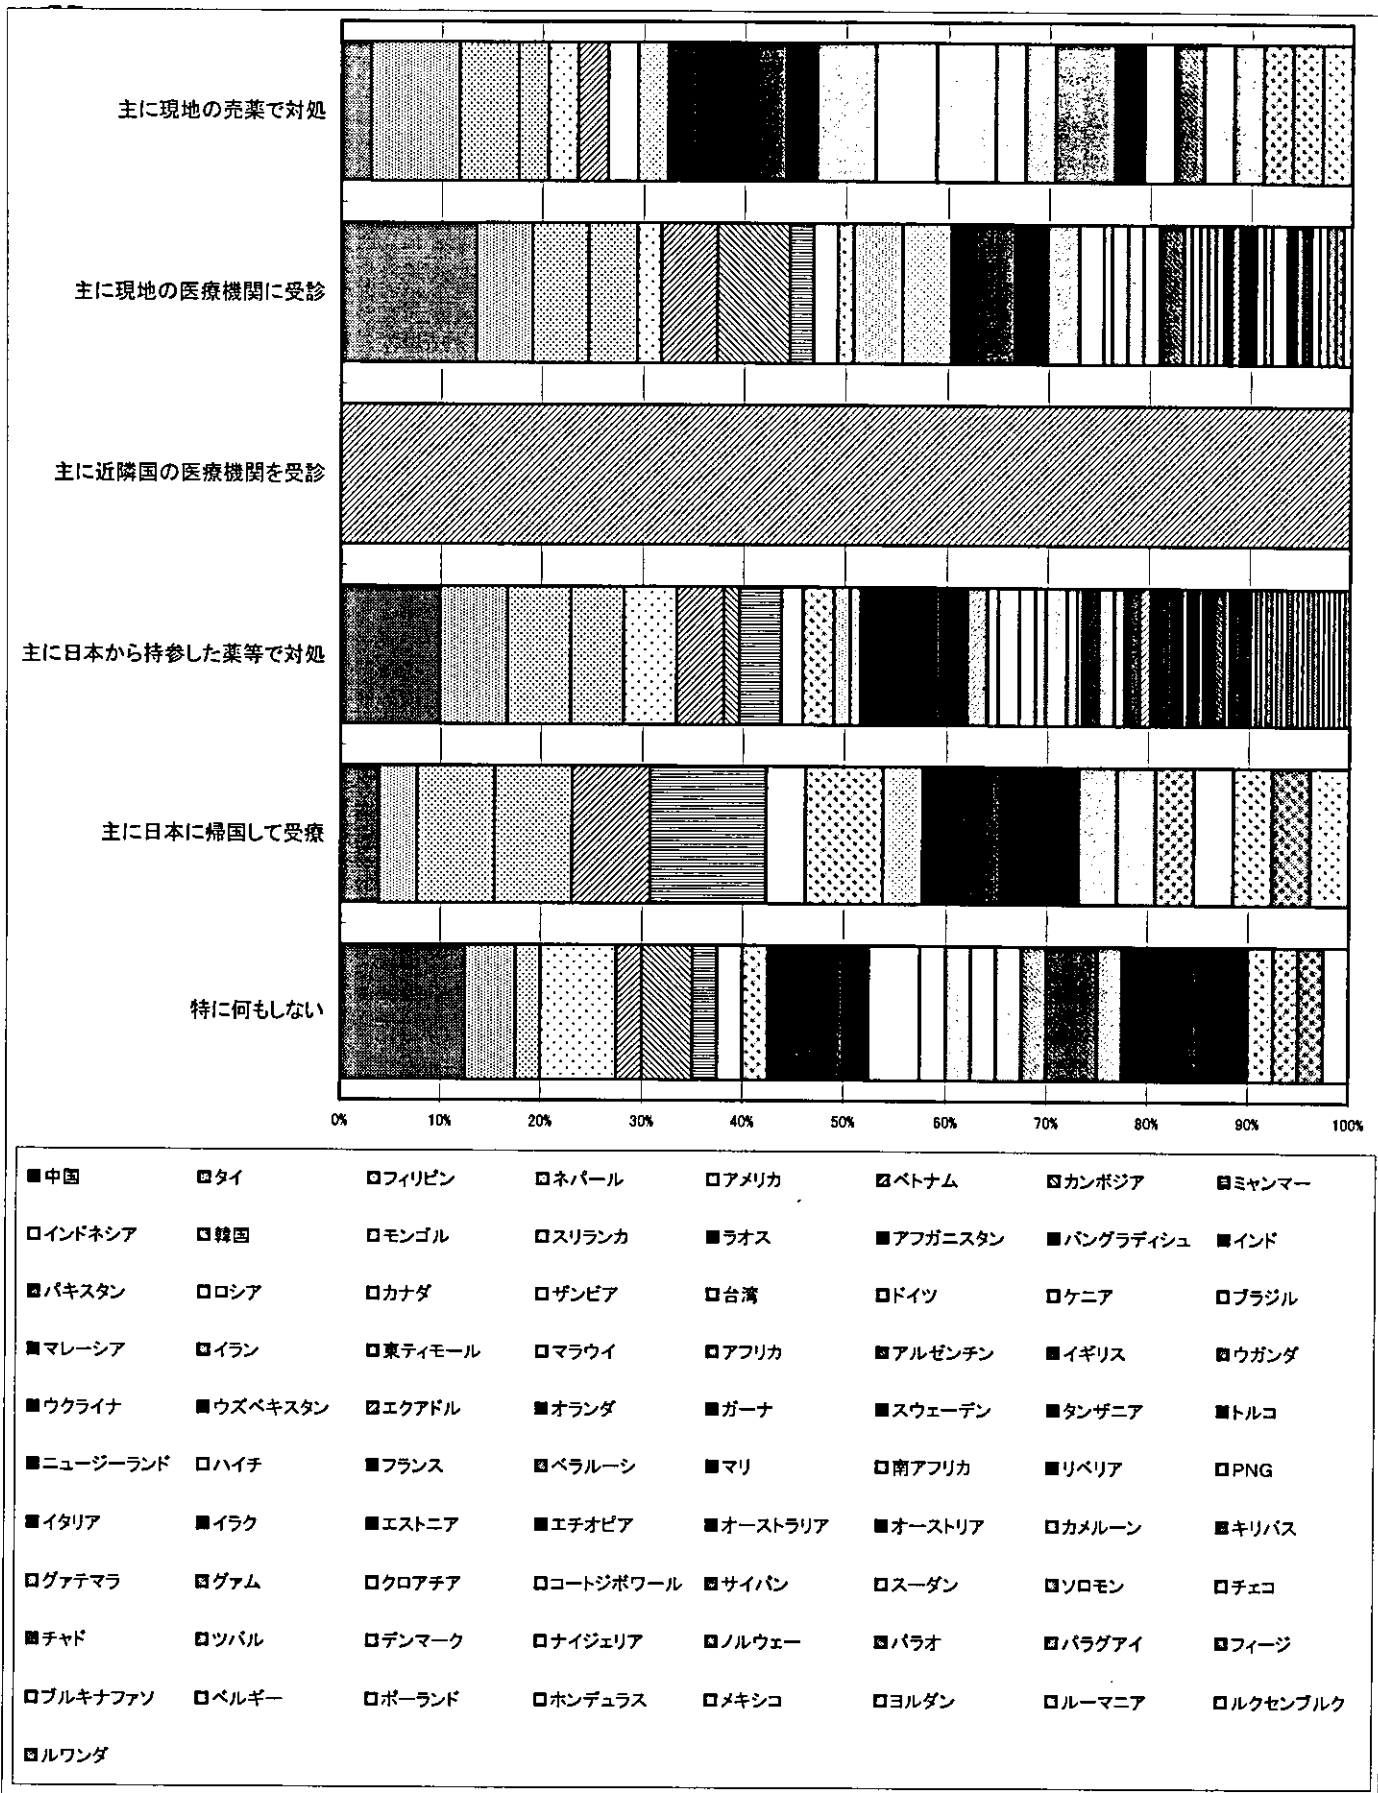 主に現地の売薬で対処
主に現地の医療機関に受診
主に近隣国の医療機関を受診
主に日本から持参した薬等で対処
主に日本に帰国して受療
特に何もしない
0% 10% 20% 30% 40% 50% 60% 70% 80% 90% 100%
中国 タイ フィリピン ネパール アメリカ ベトナム カンボジア ミャンマー
インドネシア 韓国 モンゴル スリランカ ラオス アフガニスタン バングラディシュ インド
パキスタン ロシア カナダ ザンビア 台湾 ドイツ ケニア ブラジル
マレーシア イラン 東ティモール マラウイ アフリカ アルゼンチン イギリス ウガンダ
ウクライナ ウズベキスタン エクアドル オランダ ガーナ スウェーデン タンザニア トルコ
ニュージーランド ハイチ フランス ベラルーシ マリ 南アフリカ リベリア PNG
イタリア イラク エストニア エチオピア オーストラリア オーストリア カメルーン キリバス
グァテマラ グァム クロアチア コートジボワール サイパン スーダン ソロモン チェコ
チャド ツバル デンマーク ナイジェリア ノルウェー パラオ パラグアイ フィージ
ブルキナファソ ベルギー ポーランド ホンデュラス メキシコ ヨルダン ルーマニア ルクセンブルク
ルワンダ